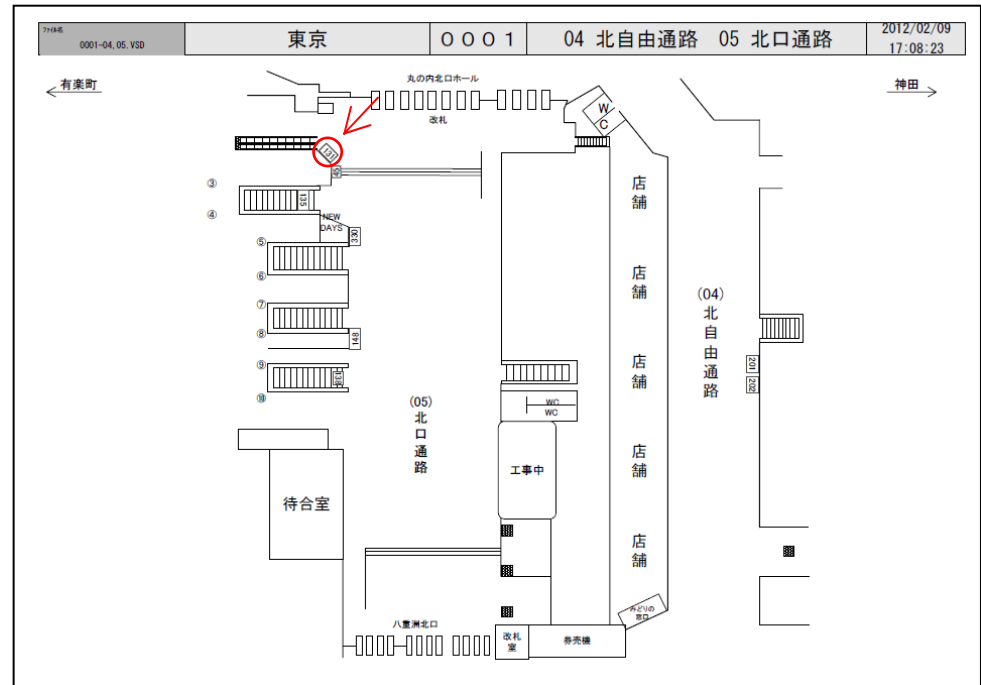 ファイル名
0001-04,05.VSD
東京
0001
04 北自由通路 05 北口通路
2012/02/09
17:08:23
有楽町
丸の内北口ホール
神田
改札
W
C
131
45
③
135
④
NEW
DAYS
330
⑤
⑥
⑦
⑧
148
⑨
138
⑩
店
舗
店
舗
店
舗
店
舗
店
舗
(04)
北
自
由
通
路
201
202
(05)
北
口
通
路
WC
WC
工事中
待合室
みどりの
窓口
八重洲北口
改札
室
券売機